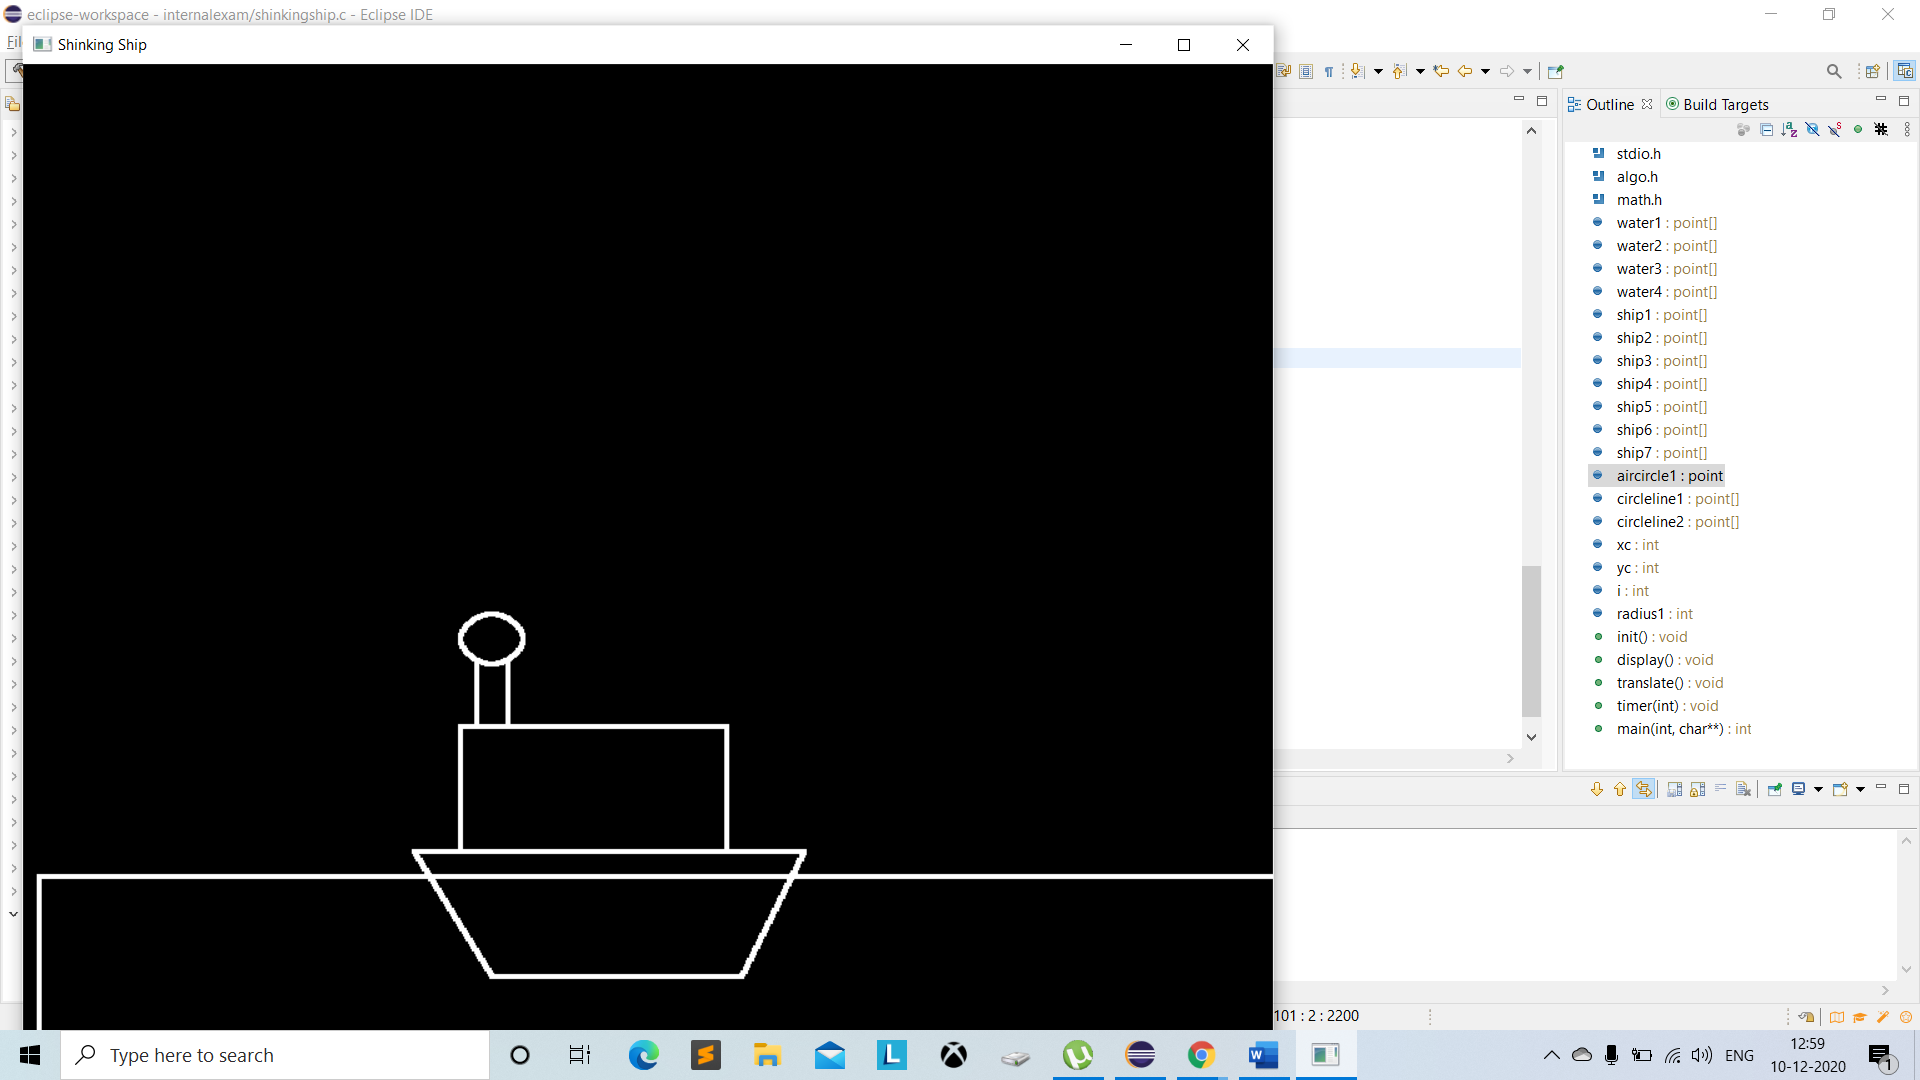 eclipse-workspace - internalexam/shinkingship.c - Eclipse IDE
Shinking Ship
Outline
Build Targets
stdio.h
algo.h
math.h
water1 : point[]
water2 : point[]
water3 : point[]
water4 : point[]
ship1 : point[]
ship2 : point[]
ship3 : point[]
ship4 : point[]
ship5 : point[]
ship6 : point[]
ship7 : point[]
aircircle1 : point
circleline1 : point[]
circleline2 : point[]
xc : int
yc : int
i : int
radius1 : int
init() : void
display() : void
translate() : void
timer(int) : void
main(int, char**) : int
101 : 2 : 2200
Type here to search
ENG
12:59
10-12-2020
1